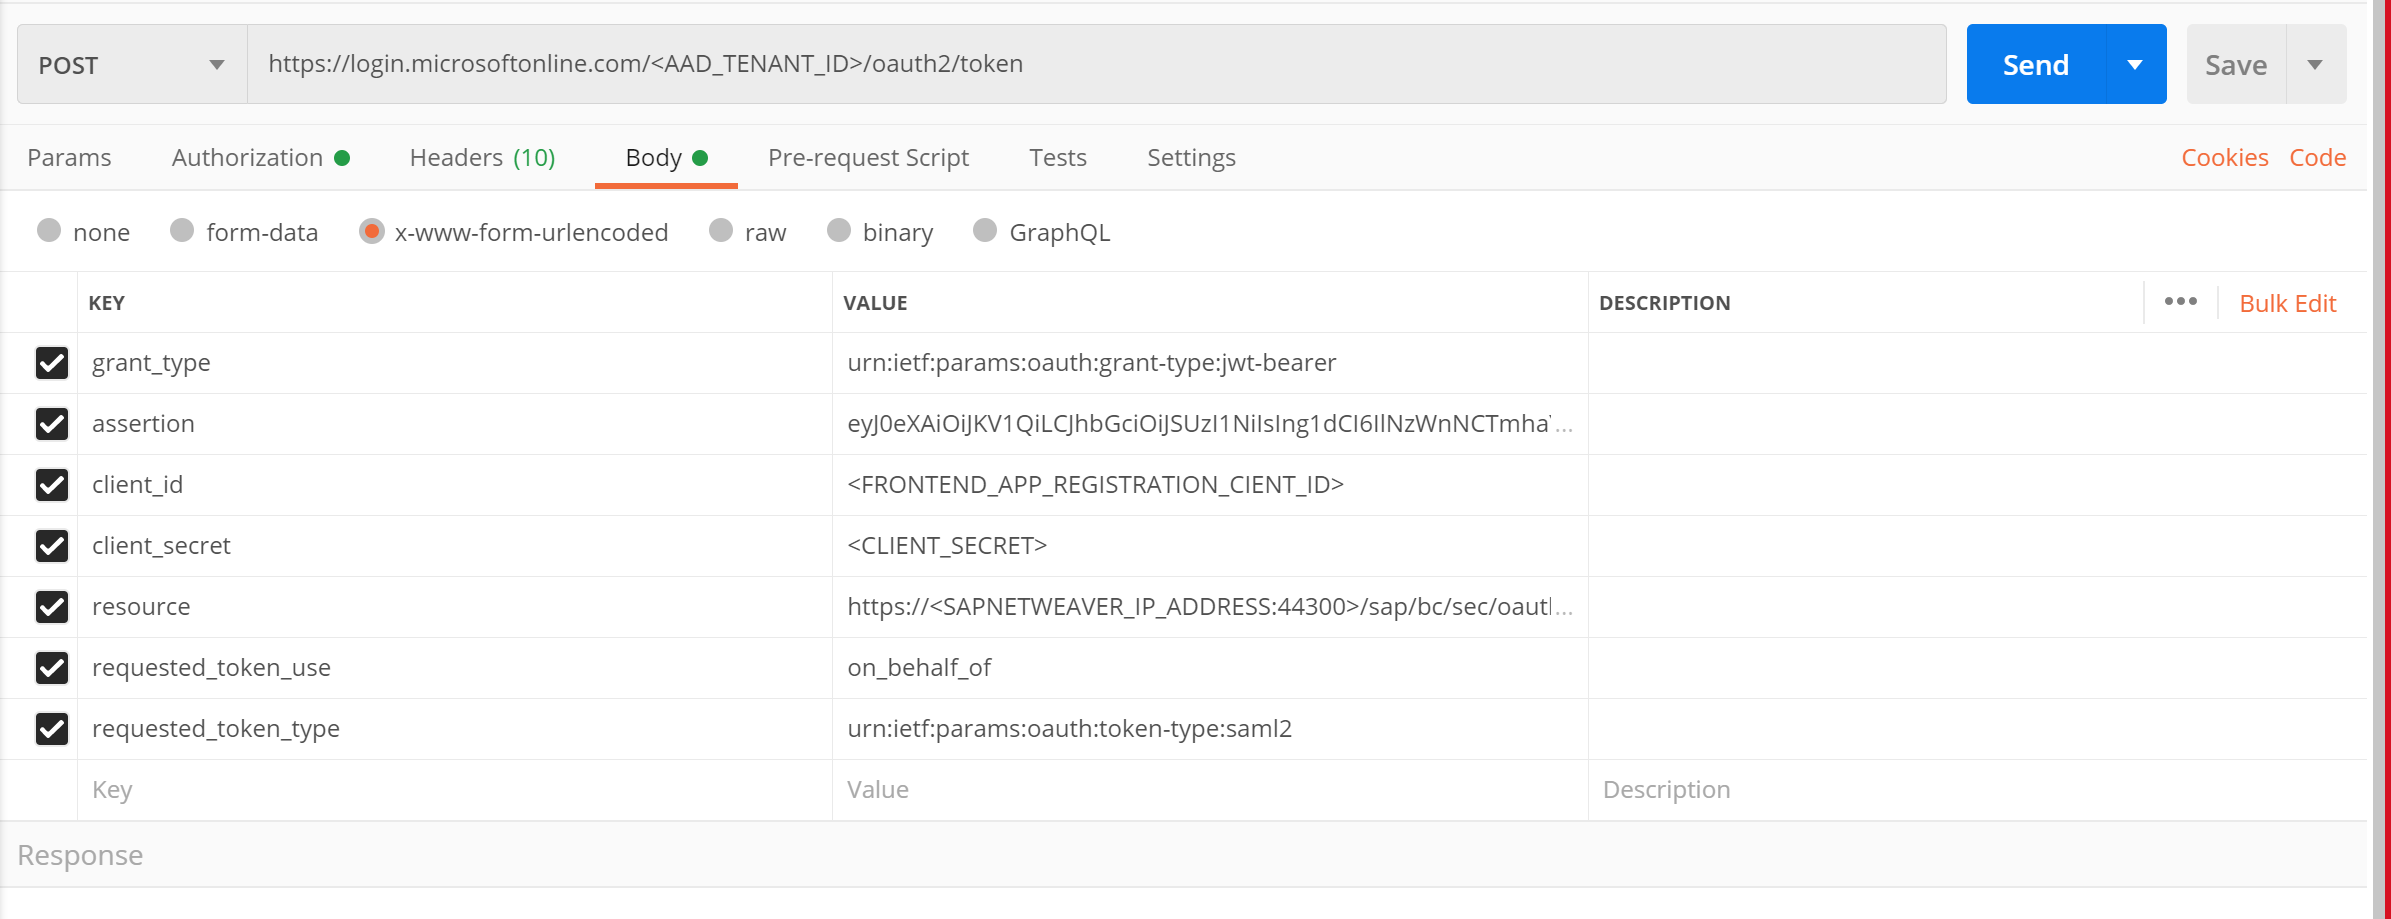 POST https://login.microsoftonline.com/<AAD_TENANT_ID>/oauth2/token Send Save
Params Authorization Headers (10) Body Pre-request Script Tests Settings Cookies Code
none form-data x-www-form-urlencoded raw binary GraphQL
KEY VALUE DESCRIPTION ••• Bulk Edit
grant_type urn:ietf:params:oauth:grant-type:jwt-bearer
assertion eyJ0eXAiOiJKV1QiLCJhbGciOiJSUzI1NiIsIng1dCI6IlNzWnNCTmha...
client_id <FRONTEND_APP_REGISTRATION_CIENT_ID>
client_secret <CLIENT_SECRET>
resource https://<SAPNETWEAVER_IP_ADDRESS:44300>/sap/bc/sec/oaut...
requested_token_use on_behalf_of
requested_token_type urn:ietf:params:oauth:token-type:saml2
Key Value Description
Response